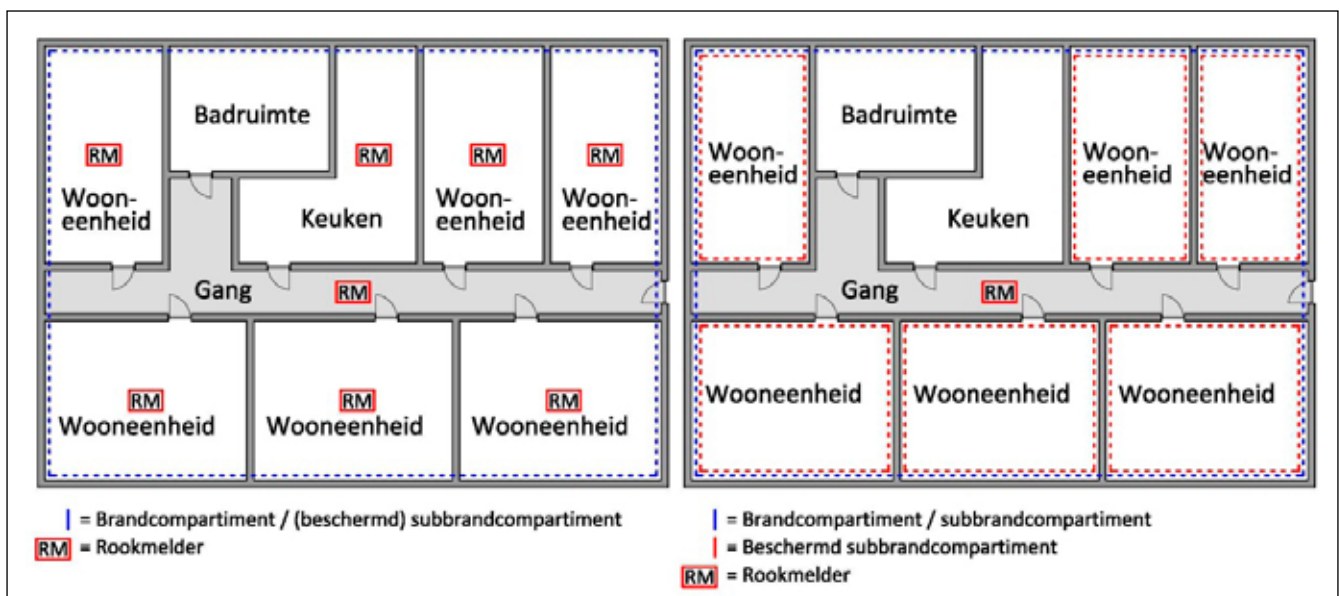 Badruimte
RM
RM
RM
RM
Woon-
eenheid
Keuken
Woon-
eenheid
Woon-
eenheid
Gang
RM
RM
RM
RM
Wooneenheid
Wooneenheid
Wooneenheid
= Brandcompartiment / (beschermd) subbrandcompartiment
RM = Rookmelder
Badruimte
Woon-
eenheid
Woon-
eenheid
Woon-
eenheid
Keuken
Gang
RM
Wooneenheid
Wooneenheid
Wooneenheid
= Brandcompartiment / subbrandcompartiment
= Beschermd subbrandcompartiment
RM = Rookmelder